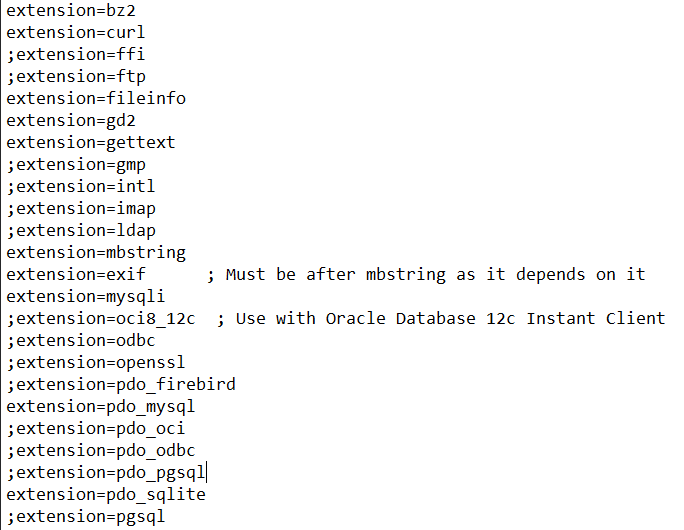 extension=bz2
extension=curl
;extension=ffi
;extension=ftp
extension=fileinfo
extension=gd2
extension=gettext
;extension=gmp
;extension=intl
;extension=imap
;extension=ldap
extension=mbstring
extension=exif      ; Must be after mbstring as it depends on it
extension=mysqli
;extension=oci8_12c  ; Use with Oracle Database 12c Instant Client
;extension=odbc
;extension=openssl
;extension=pdo_firebird
extension=pdo_mysql
;extension=pdo_oci
;extension=pdo_odbc
;extension=pdo_pgsql
extension=pdo_sqlite
;extension=pgsql